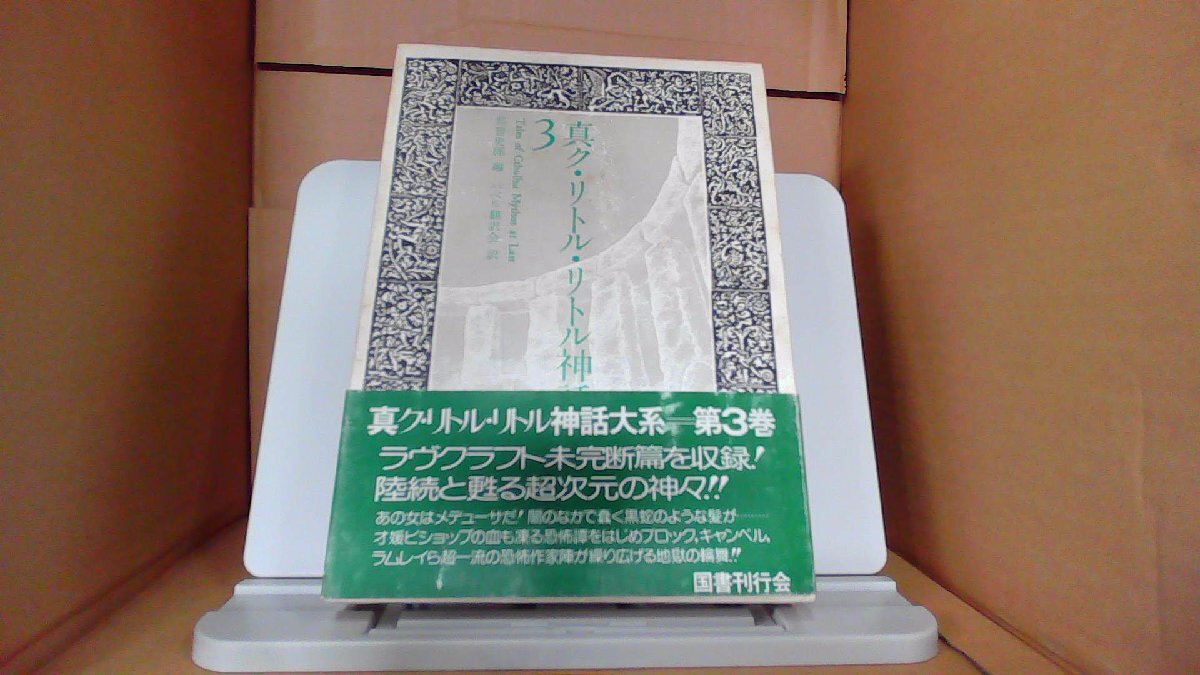 真ク・リトル・リトル神話
3
Tales of Cthulhu Mythos at Last
真ク・リトル・リトル神話大系—第3巻
ラヴクラフト未完断篇を収録!
陸続と甦る超次元の神々!!
あの女はメデューサだ! 闇のなかで蠢く黒蛇のような髪が………
才媛ビショップの血も凍る恐怖譚をはじめブロック,キャンベル,
ラムレイら超一流の恐怖作家陣が繰り広げる地獄の輪舞!!
国書刊行会